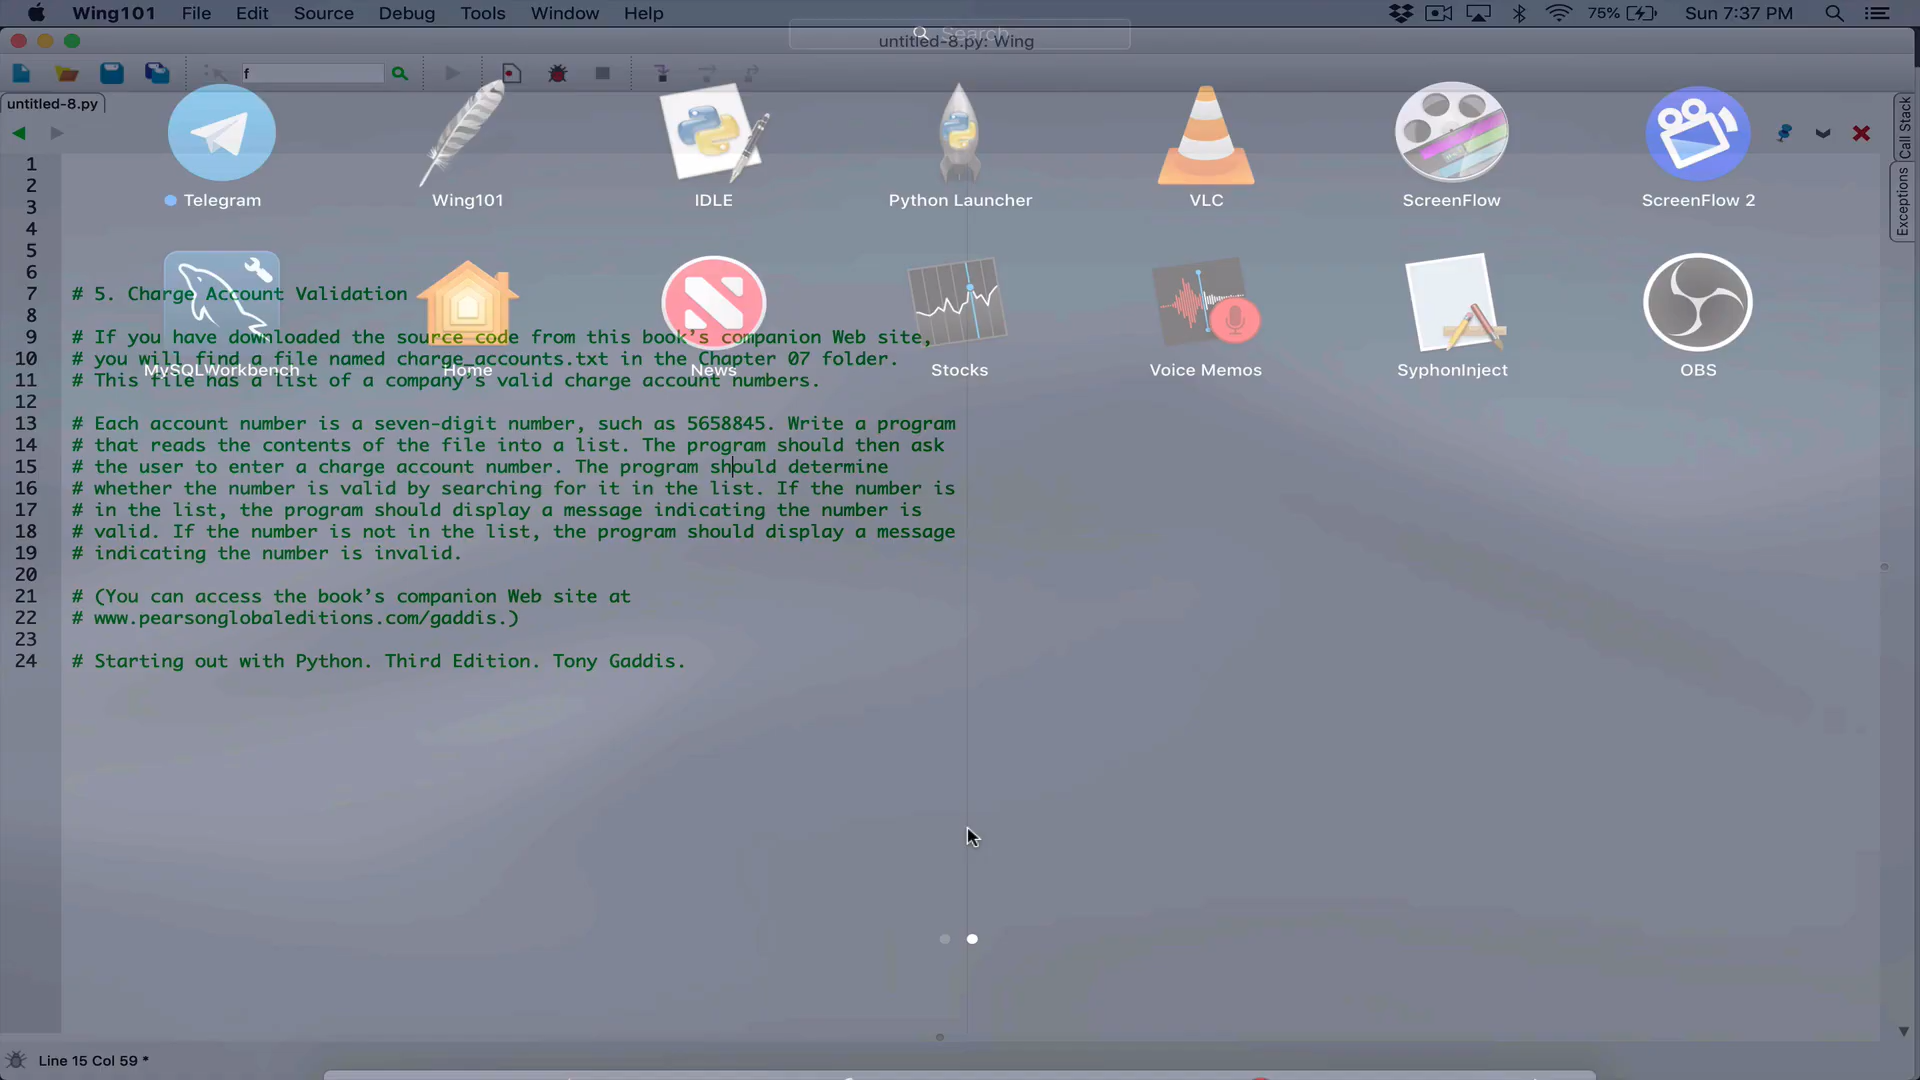 Wing101 File Edit Source Debug Tools Window Help 75% Sun 7:37 PM
Search
untitled-8.py: Wing
f
untitled-8.py
Call Stack
Exceptions
Telegram Wing101 IDLE Python Launcher VLC ScreenFlow ScreenFlow 2
MySQLWorkbench Home News Stocks Voice Memos SyphonInject OBS
1
2
3
4
5
6
7 # 5. Charge Account Validation
8
9 # If you have downloaded the source code from this book’s companion Web site,
10 # you will find a file named charge_accounts.txt in the Chapter 07 folder.
11 # This file has a list of a company’s valid charge account numbers.
12
13 # Each account number is a seven-digit number, such as 5658845. Write a program
14 # that reads the contents of the file into a list. The program should then ask
15 # the user to enter a charge account number. The program should determine
16 # whether the number is valid by searching for it in the list. If the number is
17 # in the list, the program should display a message indicating the number is
18 # valid. If the number is not in the list, the program should display a message
19 # indicating the number is invalid.
20
21 # (You can access the book’s companion Web site at
22 # www.pearsonglobaleditions.com/gaddis.)
23
24 # Starting out with Python. Third Edition. Tony Gaddis.
Line 15 Col 59 *